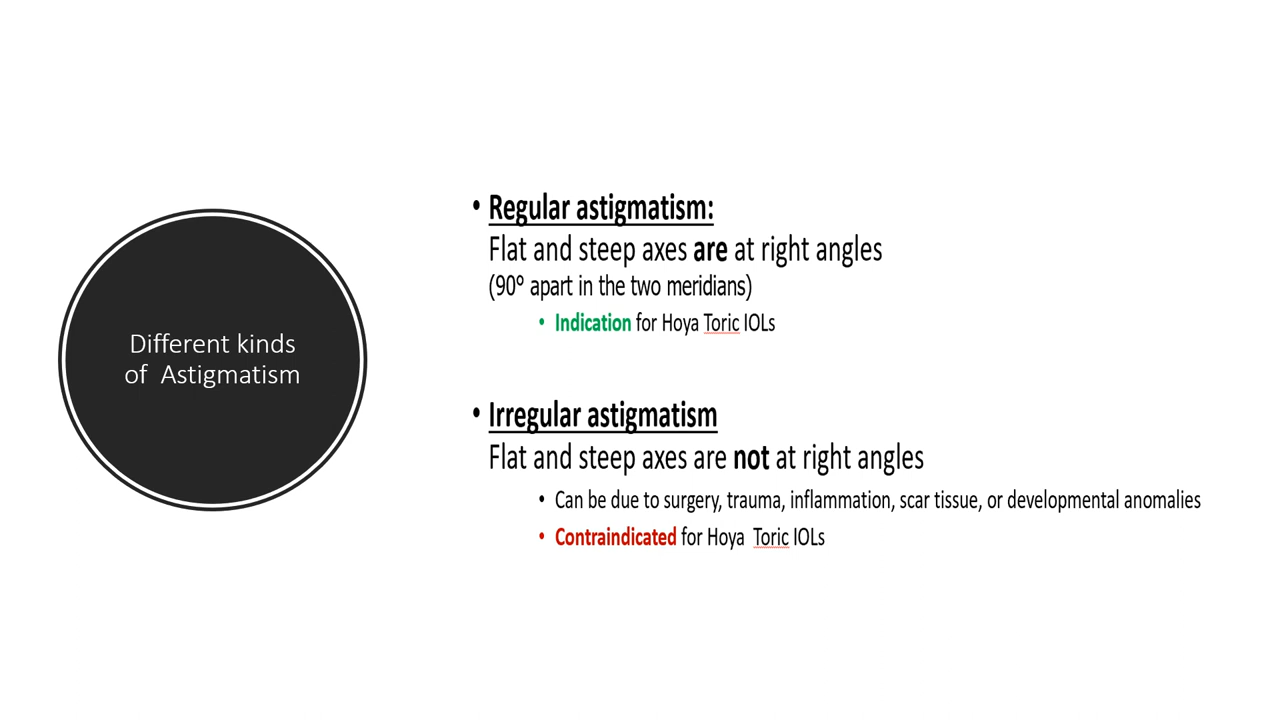 Different kinds
of Astigmatism
• Regular astigmatism:
Flat and steep axes are at right angles
(90º apart in the two meridians)
• Indication for Hoya Toric IOLs
• Irregular astigmatism
Flat and steep axes are not at right angles
• Can be due to surgery, trauma, inflammation, scar tissue, or developmental anomalies
• Contraindicated for Hoya Toric IOLs